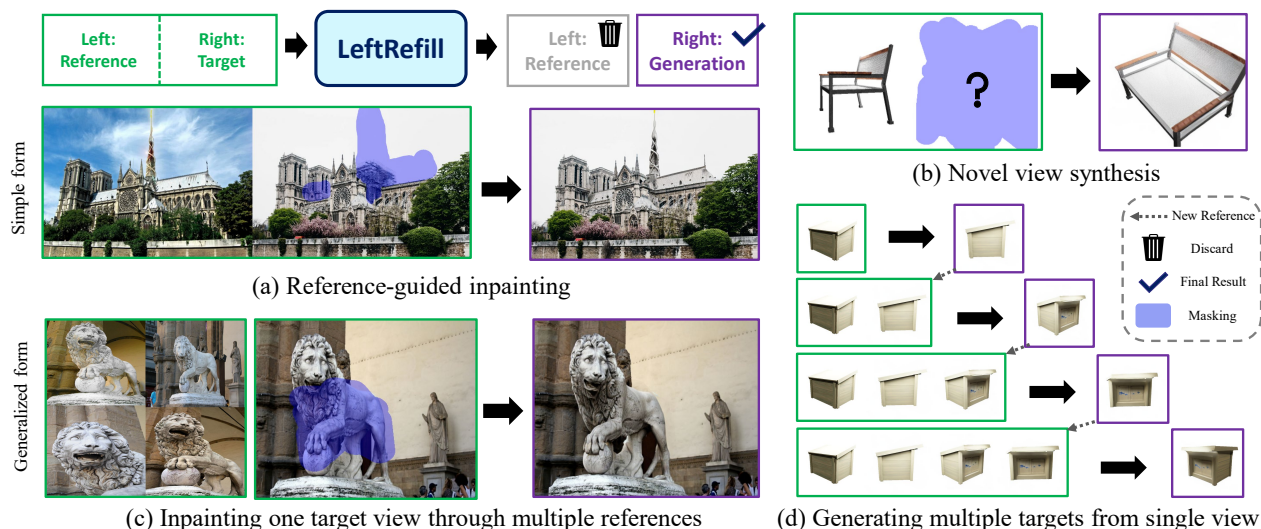 Left:
Reference
Right:
Target
LeftRefill
Left:
Reference
Right:
Generation
Simple form
(a) Reference-guided inpainting
Generalized form
(c) Inpainting one target view through multiple references
?
(b) Novel view synthesis
New Reference
Discard
Final Result
Masking
(d) Generating multiple targets from single view